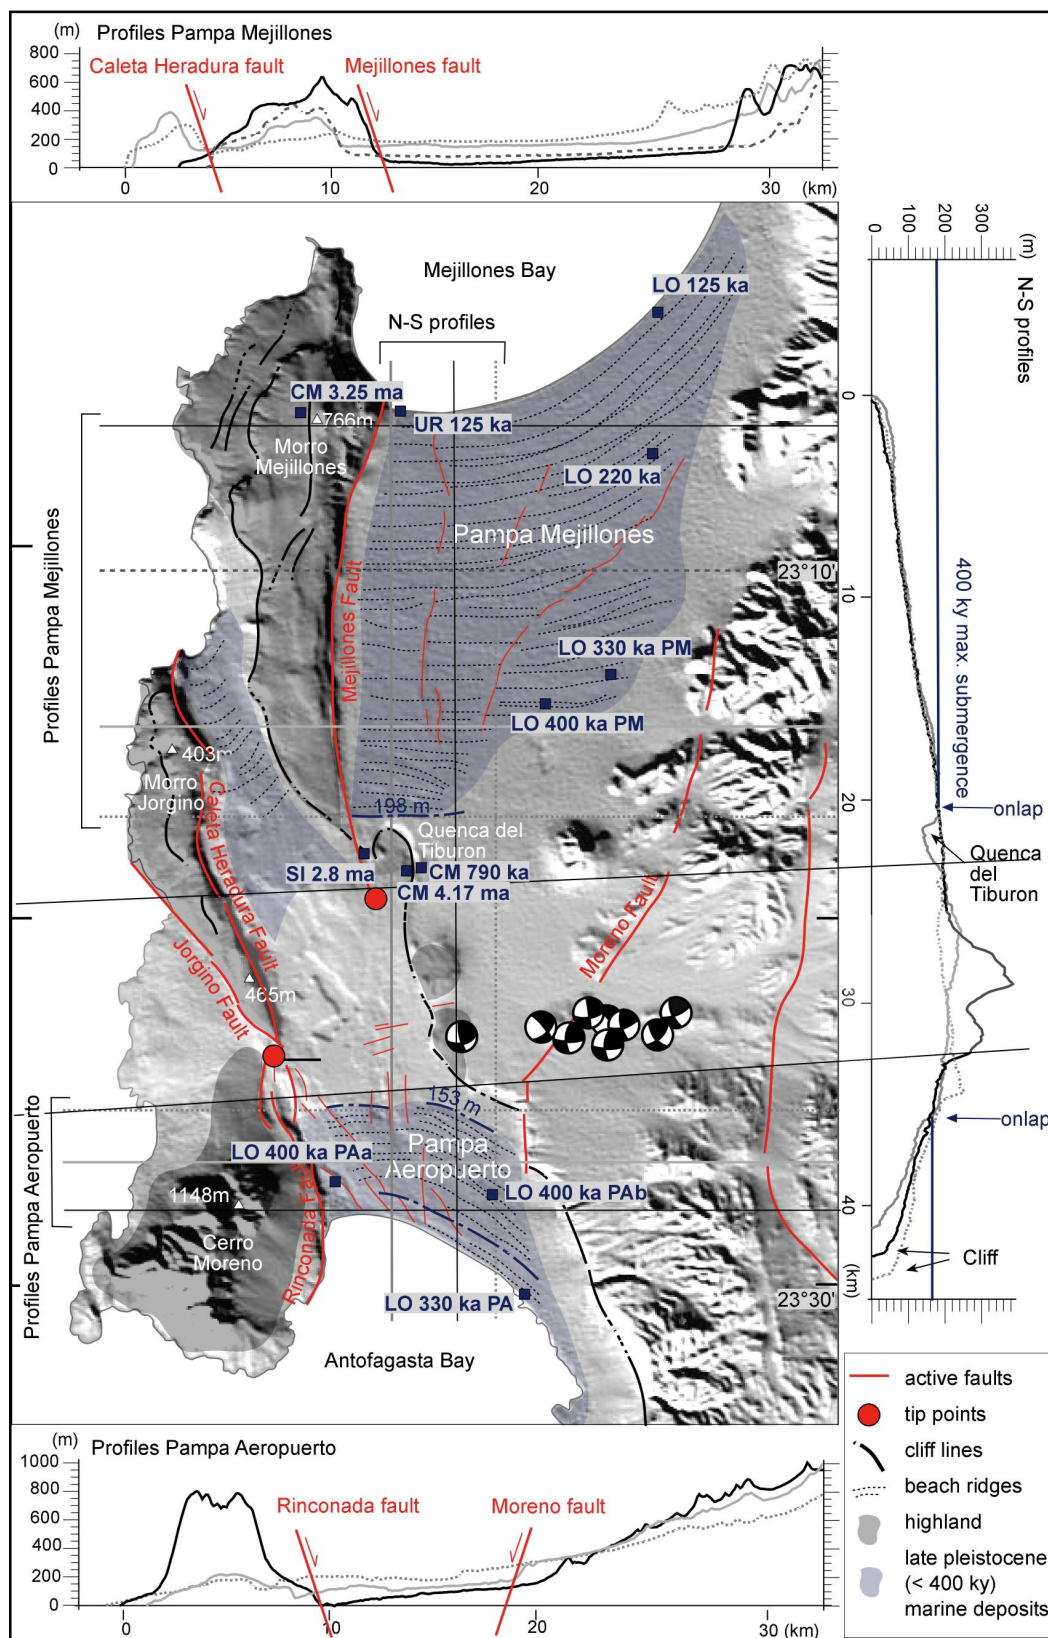 (m) Profiles Pampa Mejillones
800
600
400
200
0
Caleta Heradura fault
Mejillones fault
0
10
20
30
(km)
0
100
200
300
(m)
N-S profiles
Mejillones Bay
N-S profiles
LO 125 ka
CM 3.25 ma
766m
UR 125 ka
Morro
Mejillones
LO 220 ka
Pampa Mejillones
Profiles Pampa Mejillones
Mejillones Fault
23°10'
LO 330 ka PM
LO 400 ka PM
403m
Morro
Jorgino
Caleta Heradura Fault
198 m
Quenca del
Tiburon
SI 2.8 ma
CM 790 ka
CM 4.17 ma
Moreno Fault
Jorgino Fault
465m
153 m
Pampa
Aeropuerto
LO 400 ka PAa
LO 400 ka PAb
1148m
Cerro
Moreno
Rinconada Fault
LO 330 ka PA
23°30'
Antofagasta Bay
Profiles Pampa Aeropuerto
0
10
20
30
40
(km)
400 ky max. submergence
onlap
Quenca
del
Tiburon
onlap
Cliff
active faults
tip points
cliff lines
beach ridges
highland
late pleistocene
(< 400 ky)
marine deposits
(m) Profiles Pampa Aeropuerto
1000
800
600
400
200
0
Rinconada fault
Moreno fault
0
10
20
30 (km)